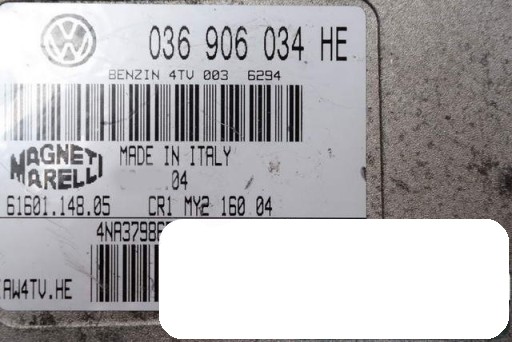 036 906 034 HE
BENZIN 4TV 003 6294
MAGNETI
MARELLI
MADE IN ITALY
.04
61601.148.05 CR1 MY2 160 04
AW4TV.HE